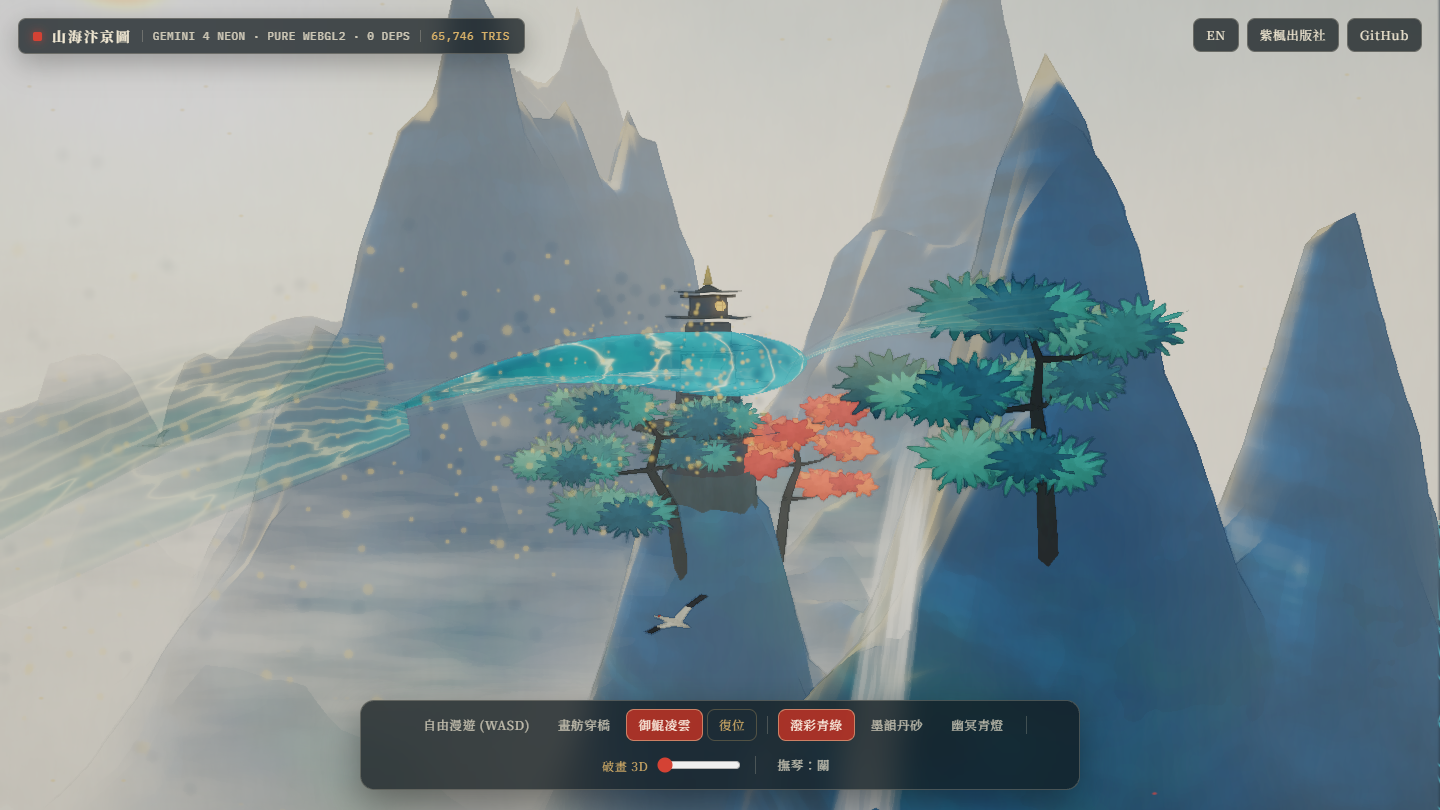 山海汴京圖 GEMINI 4 NEON · PURE WEBGL2 · 0 DEPS 65,746 TRIS
EN 紫楓出版社 GitHub
自由漫遊 (WASD) 畫舫穿橋 御鯤凌雲 復位 潑彩青綠 墨韻丹砂 幽冥青燈
破畫 3D 撫琴：關